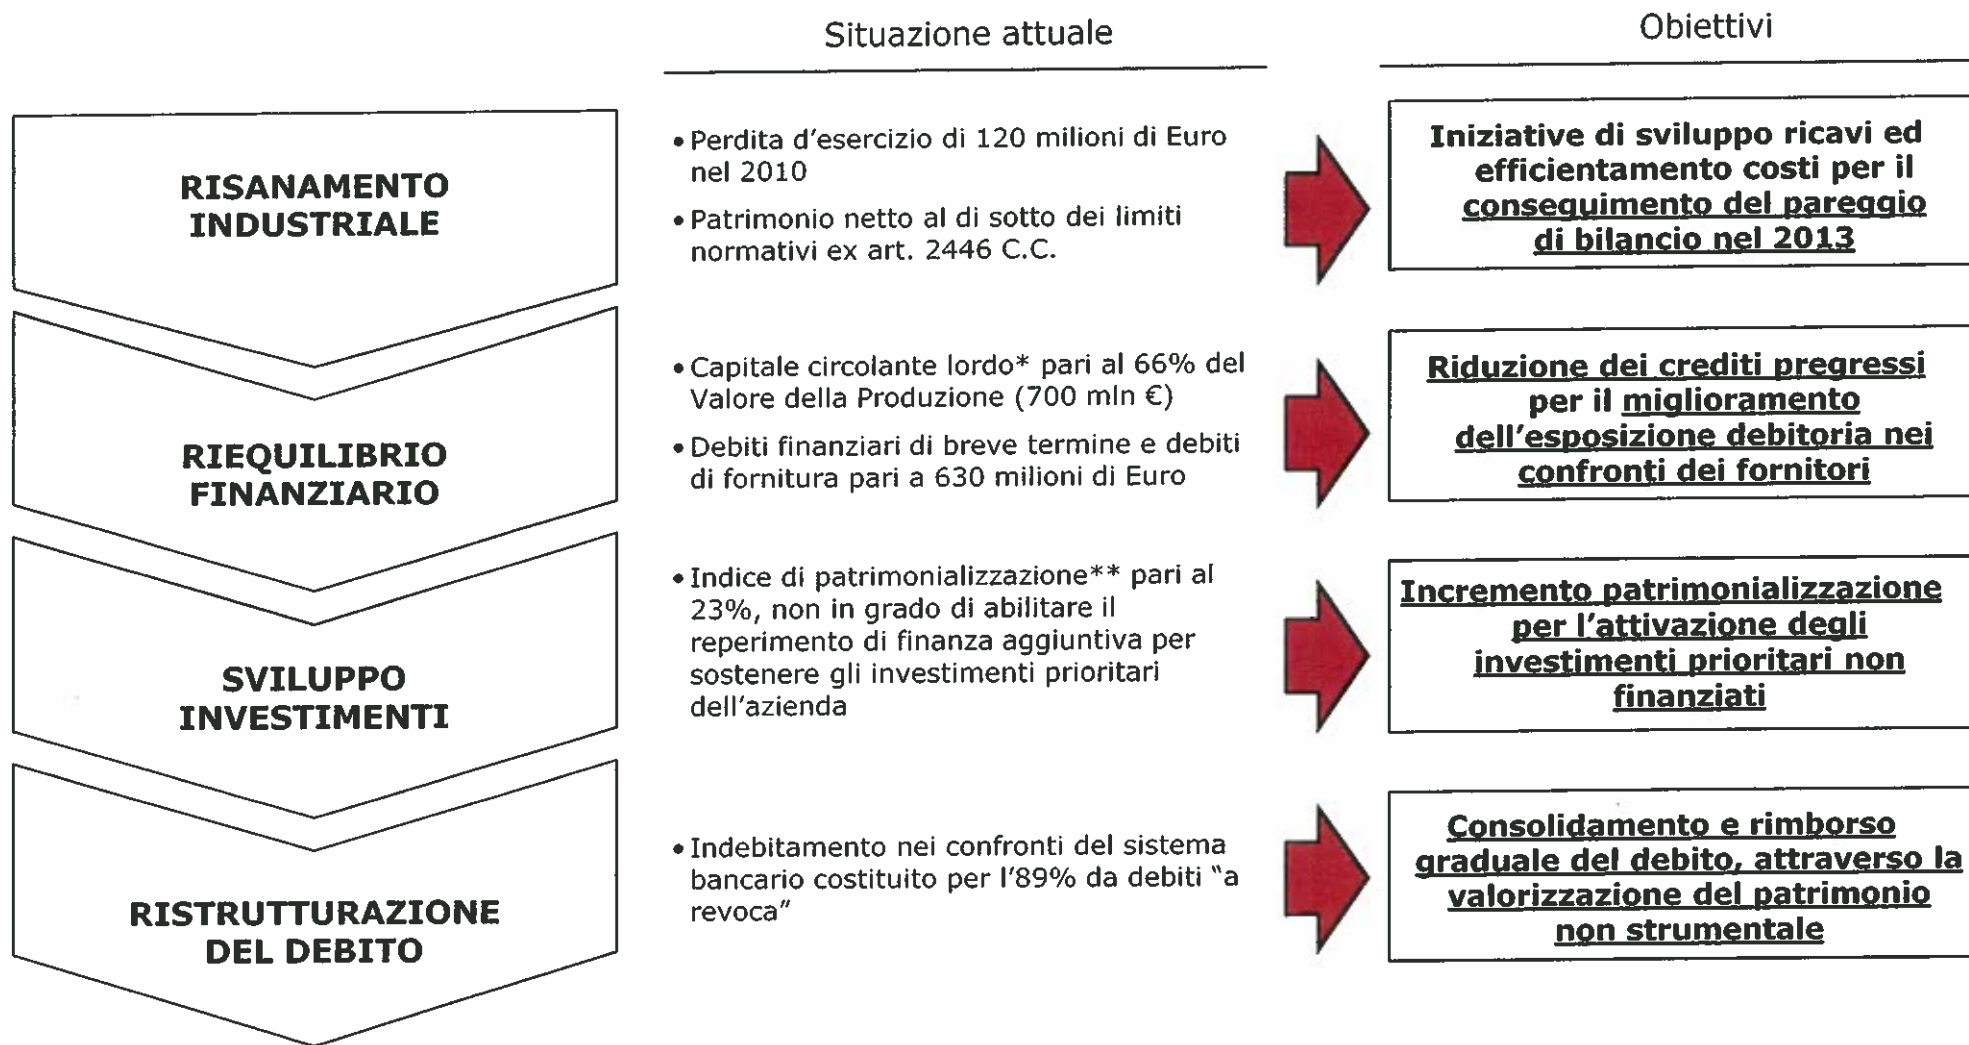 Situazione attuale
Obiettivi
RISANAMENTO
INDUSTRIALE
• Perdita d'esercizio di 120 milioni di Euro
nel 2010
• Patrimonio netto al di sotto dei limiti
normativi ex art. 2446 C.C.
Iniziative di sviluppo ricavi ed
efficientamento costi per il
conseguimento del pareggio
di bilancio nel 2013
RIEQUILIBRIO
FINANZIARIO
• Capitale circolante lordo* pari al 66% del
Valore della Produzione (700 mln €)
• Debiti finanziari di breve termine e debiti
di fornitura pari a 630 milioni di Euro
Riduzione dei crediti pregressi
per il miglioramento
dell'esposizione debitoria nei
confronti dei fornitori
SVILUPPO
INVESTIMENTI
• Indice di patrimonializzazione** pari al
23%, non in grado di abilitare il
reperimento di finanza aggiuntiva per
sostenere gli investimenti prioritari
dell'azienda
Incremento patrimonializzazione
per l'attivazione degli
investimenti prioritari non
finanziati
RISTRUTTURAZIONE
DEL DEBITO
• Indebitamento nei confronti del sistema
bancario costituito per l'89% da debiti "a
revoca"
Consolidamento e rimborso
graduale del debito, attraverso la
valorizzazione del patrimonio
non strumentale